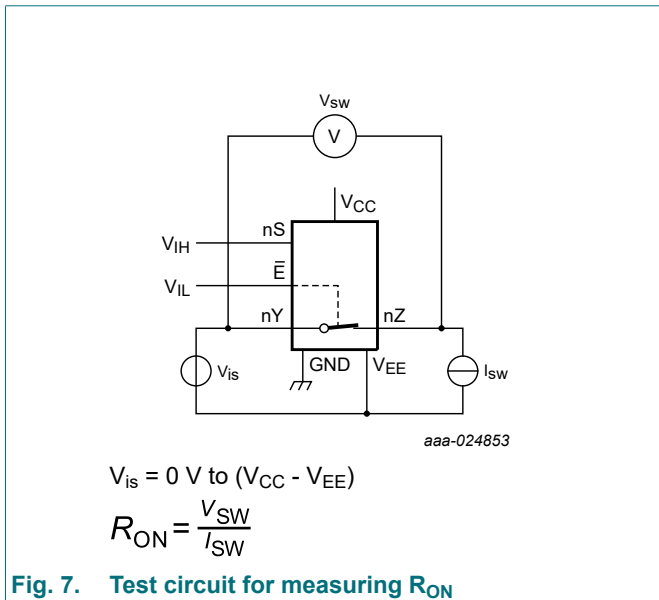 Vsw
V
VCC
nS
VIH
Ē
VIL
nY
nZ
Vis
GND
VEE
Isw
aaa-024853
Vis = 0 V to (VCC - VEE)
RON = VSW / ISW
Fig. 7. Test circuit for measuring RON